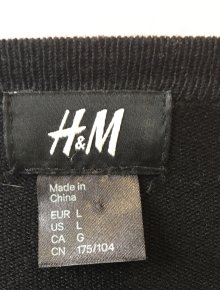 H&M
Made in
China
EUR L
US L
CA G
CN 175/104